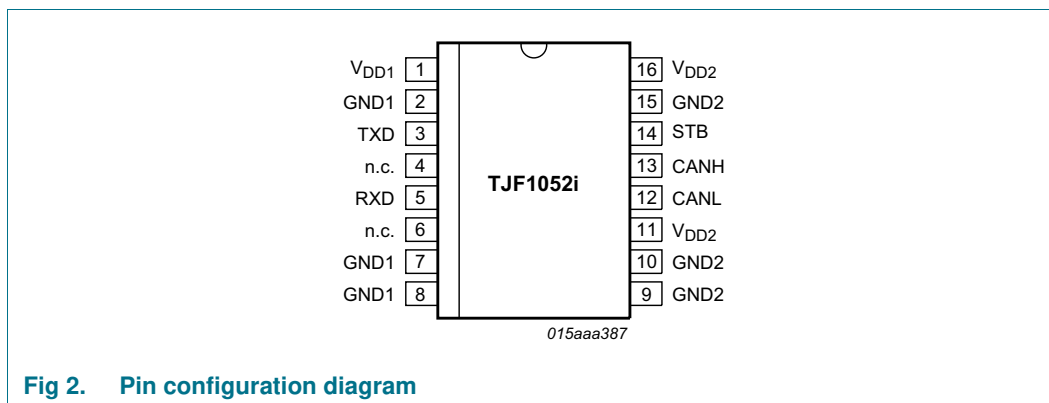 VDD1 1 16 VDD2
GND1 2 15 GND2
TXD 3 14 STB
n.c. 4 13 CANH
TJF1052i
RXD 5 12 CANL
n.c. 6 11 VDD2
GND1 7 10 GND2
GND1 8 9 GND2
015aaa387
Fig 2. Pin configuration diagram